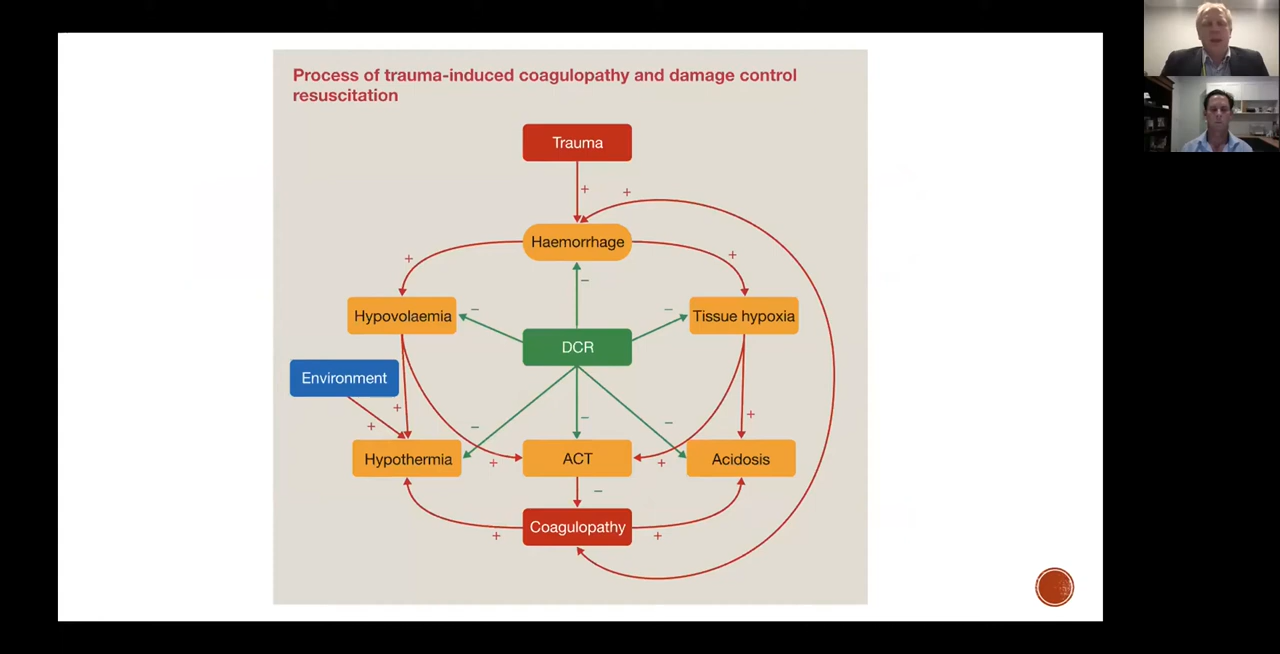 Process of trauma-induced coagulopathy and damage control
resuscitation
Trauma
+
+
Haemorrhage
+
+
−
Hypovolaemia
−
−
Tissue hypoxia
DCR
Environment
+
+
−
−
−
+
Hypothermia
+
ACT
+
Acidosis
−
Coagulopathy
+
+